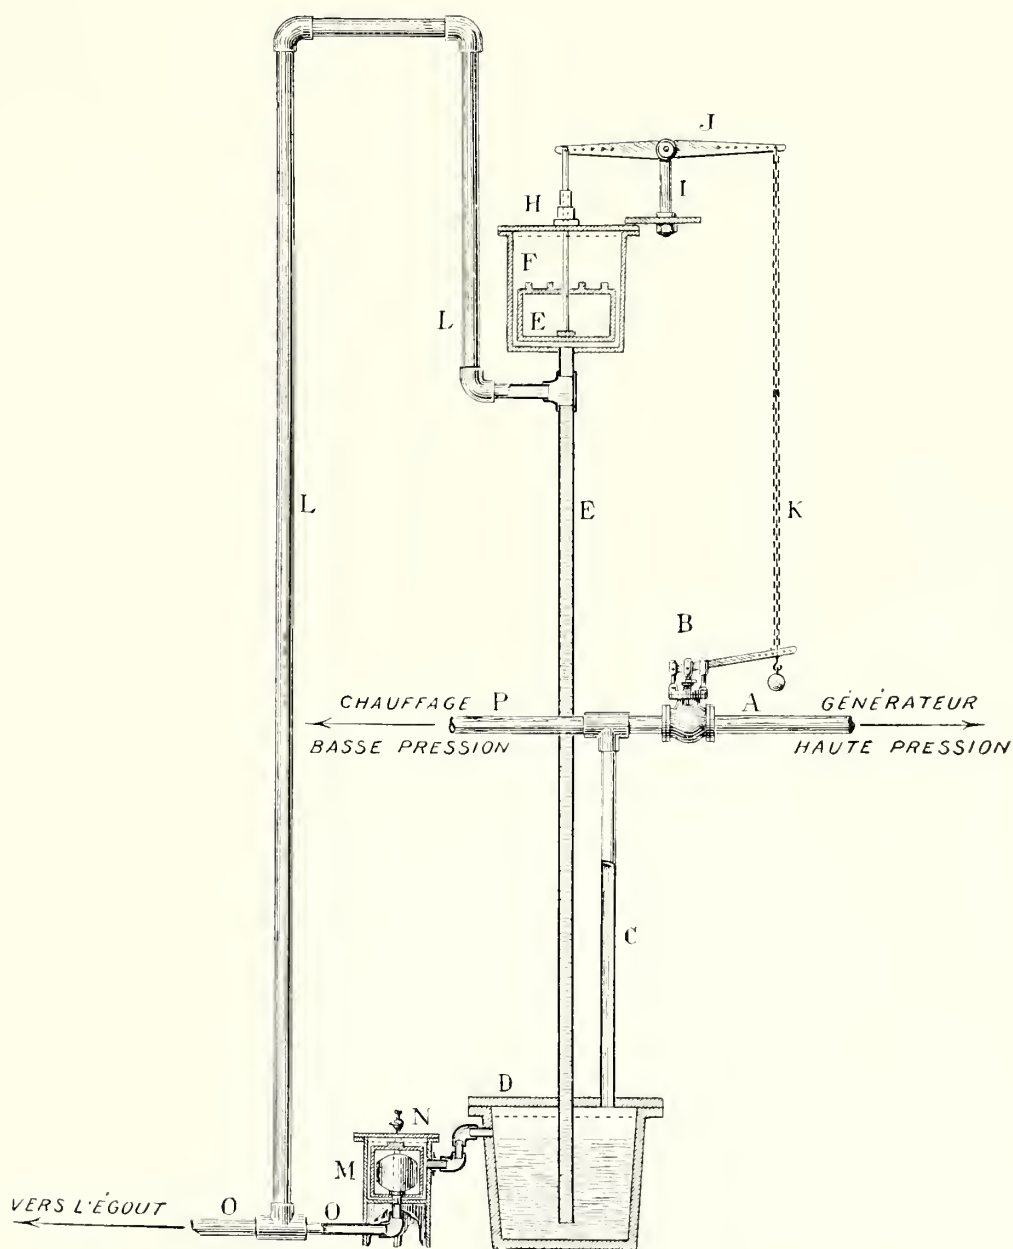 J
I
H
F
E
L
L
E
K
B
CHAUFFAGE P A GÉNÉRATEUR
BASSE PRESSION HAUTE PRESSION
C
D
N
M
VERS L'ÉGOUT O O